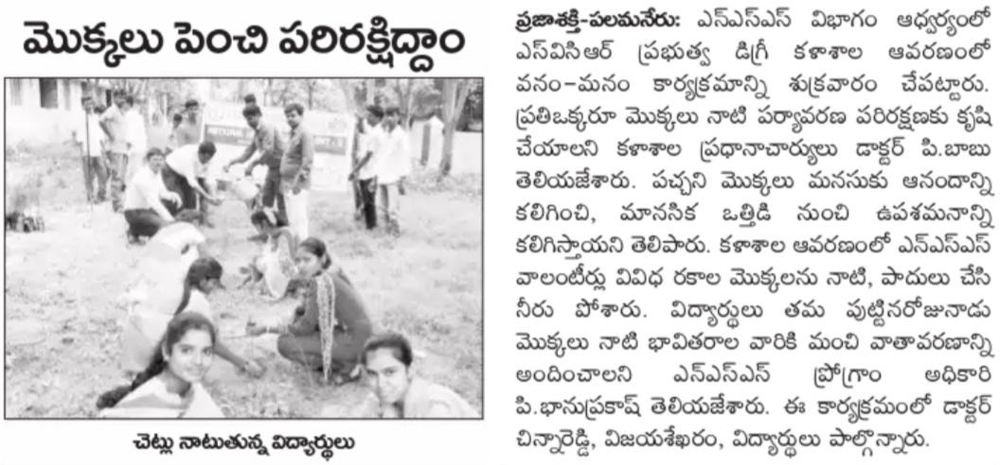 మొక్కలు పెంచి పరిరక్షిద్దాం
చెట్లు నాటుతున్న విద్యార్థులు
ప్రజాశక్తి-పలమనేరు: ఎన్ఎస్ఎస్ విభాగం ఆధ్వర్యంలో
ఎస్‌విసిఆర్ ప్రభుత్వ డిగ్రీ కళాశాల ఆవరణంలో
వనం-మనం కార్యక్రమాన్ని శుక్రవారం చేపట్టారు.
ప్రతిఒక్కరూ మొక్కలు నాటి పర్యావరణ పరిరక్షణకు కృషి
చేయాలని కళాశాల ప్రధానాచార్యులు డాక్టర్ పి.బాబు
తెలియజేశారు. పచ్చని మొక్కలు మనసుకు ఆనందాన్ని
కలిగించి, మానసిక ఒత్తిడి నుంచి ఉపశమనాన్ని
కలిగిస్తాయని తెలిపారు. కళాశాల ఆవరణంలో ఎన్ఎస్ఎస్
వాలంటీర్లు వివిధ రకాల మొక్కలను నాటి, పాదులు చేసి
నీరు పోశారు. విద్యార్థులు తమ పుట్టినరోజునాడు
మొక్కలు నాటి భావితరాల వారికి మంచి వాతావరణాన్ని
అందించాలని ఎన్ఎస్ఎస్ ప్రోగ్రాం అధికారి
పి.భానుప్రకాష్ తెలియజేశారు. ఈ కార్యక్రమంలో డాక్టర్
చిన్నారెడ్డి, విజయశేఖరం, విద్యార్థులు పాల్గొన్నారు.